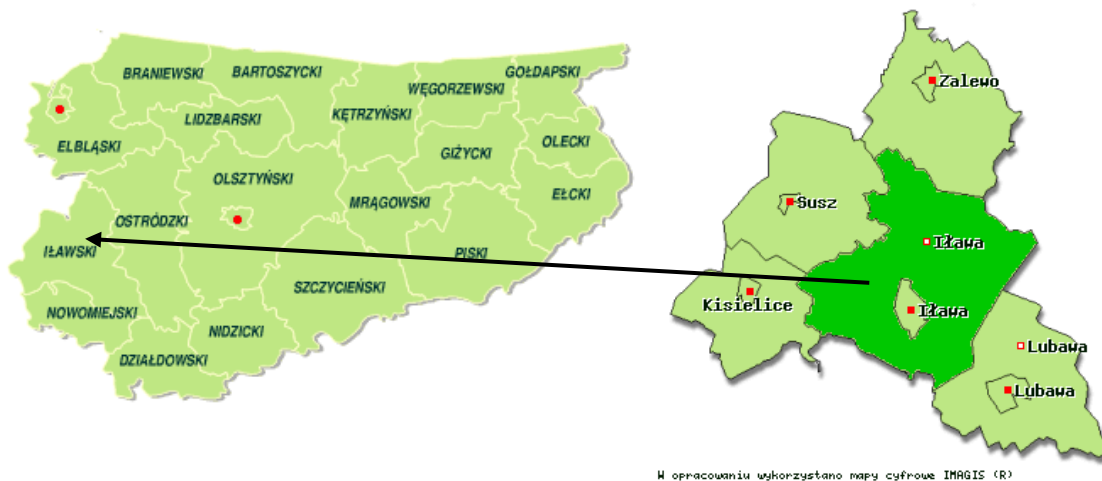 BRANIEWSKI
BARTOSZYCKI
GOŁDAPSKI
WĘGORZEWSKI
KĘTRZYŃSKI
LIDZBARSKI
ELBLĄSKI
GIŻYCKI
OLECKI
OLSZTYŃSKI
EŁCKI
MRĄGOWSKI
OSTRÓDZKI
IŁAWSKI
PISKI
SZCZYCIEŃSKI
NOWOMIEJSKI
NIDZICKI
DZIAŁDOWSKI
Zalewo
Susz
Iława
Kisielice
Iława
Lubawa
Lubawa
W opracowaniu wykorzystano mapy cyfrowe IMAGIS (R)